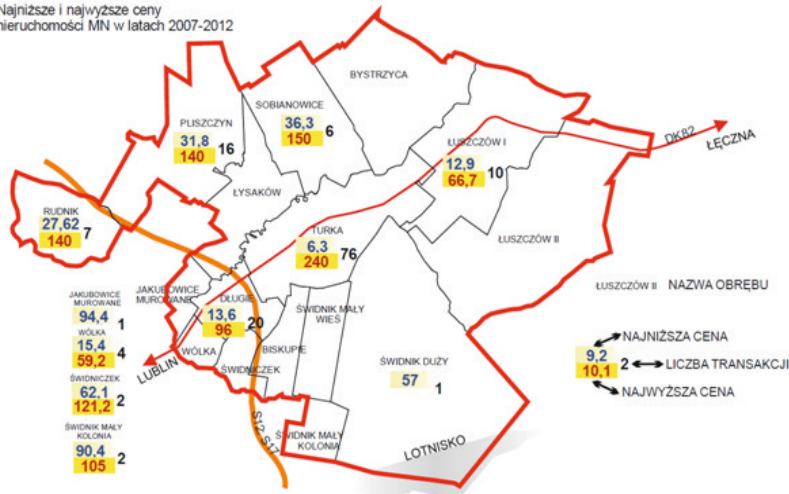 Najniższe i najwyższe ceny
nieruchomości MN w latach 2007-2012
BYSTRZYCA
SOBIANOWICE
36,3
150
6
PLISZCZYN
31,8
140
16
DK82
ŁĘCZNA
ŁUSZCZÓW I
12,9
66,7
10
ŁYSAKÓW
RUDNIK
27,62
140
7
TURKA
6,3
240
76
ŁUSZCZÓW II
JAKUBOWICE
MUROWANE
DŁUGIE
13,6
96
20
ŚWIDNIK MAŁY
WIEŚ
WÓLKA
BISKUPIE
ŚWIDNICZEK
LUBLIN
ŚWIDNIK DUŻY
57
1
S12, S17
ŚWIDNIK MAŁY
KOLONIA
LOTNISKO
JAKUBOWICE
MUROWANE
94,4
1
WÓLKA
15,4
59,2
4
ŚWIDNICZEK
62,1
121,2
2
ŚWIDNIK MAŁY
KOLONIA
90,4
105
2
ŁUSZCZÓW II NAZWA OBRĘBU
NAJNIŻSZA CENA
9,2
10,1
2
LICZBA TRANSAKCJI
NAJWYŻSZA CENA